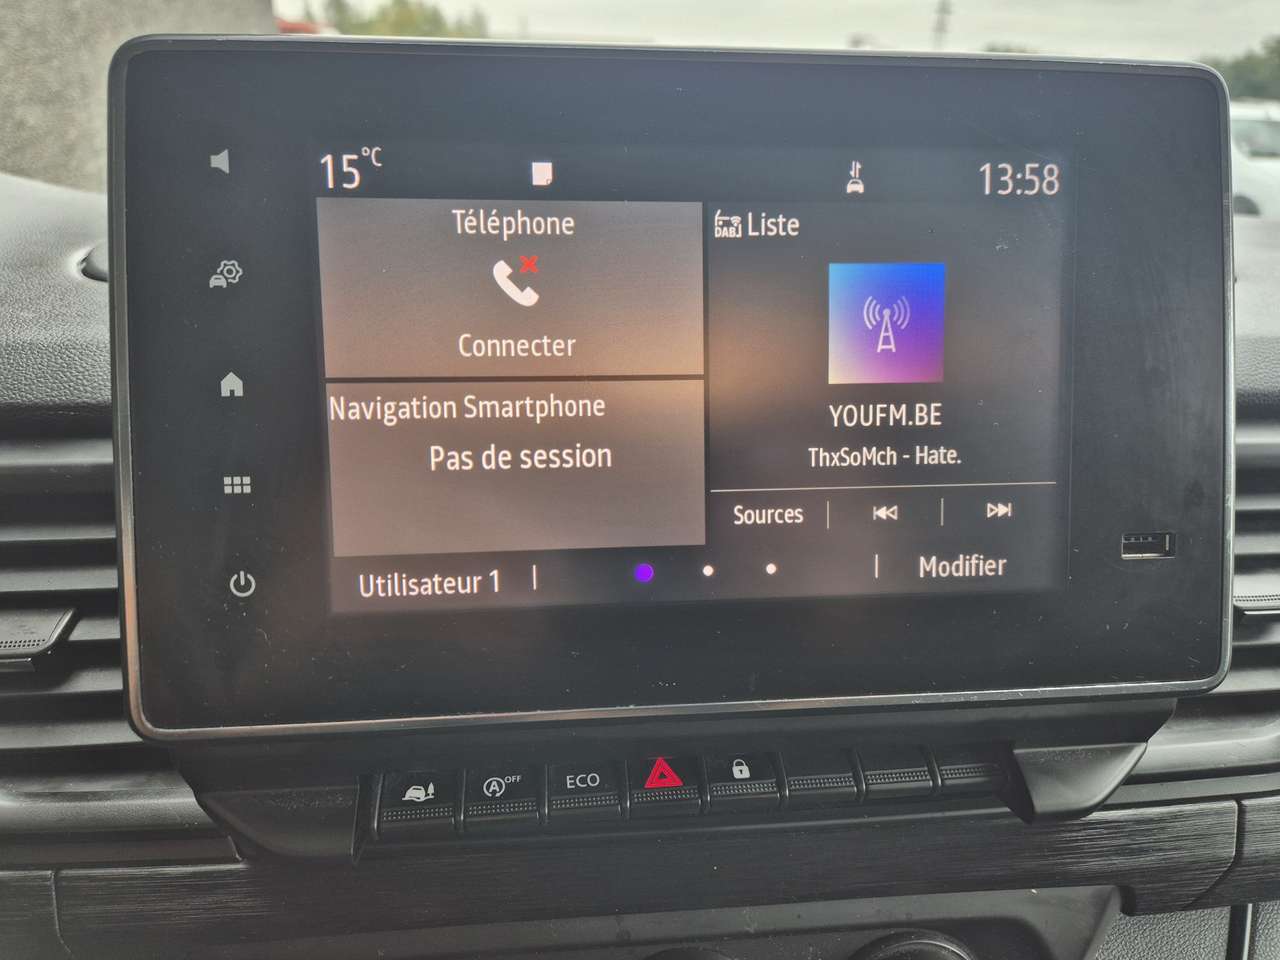 15°C
13:58
Téléphone
Connecter
Navigation Smartphone
Pas de session
DAB Liste
YOUFM.BE
ThxSoMch - Hate.
Sources
Utilisateur 1
Modifier
A OFF
ECO